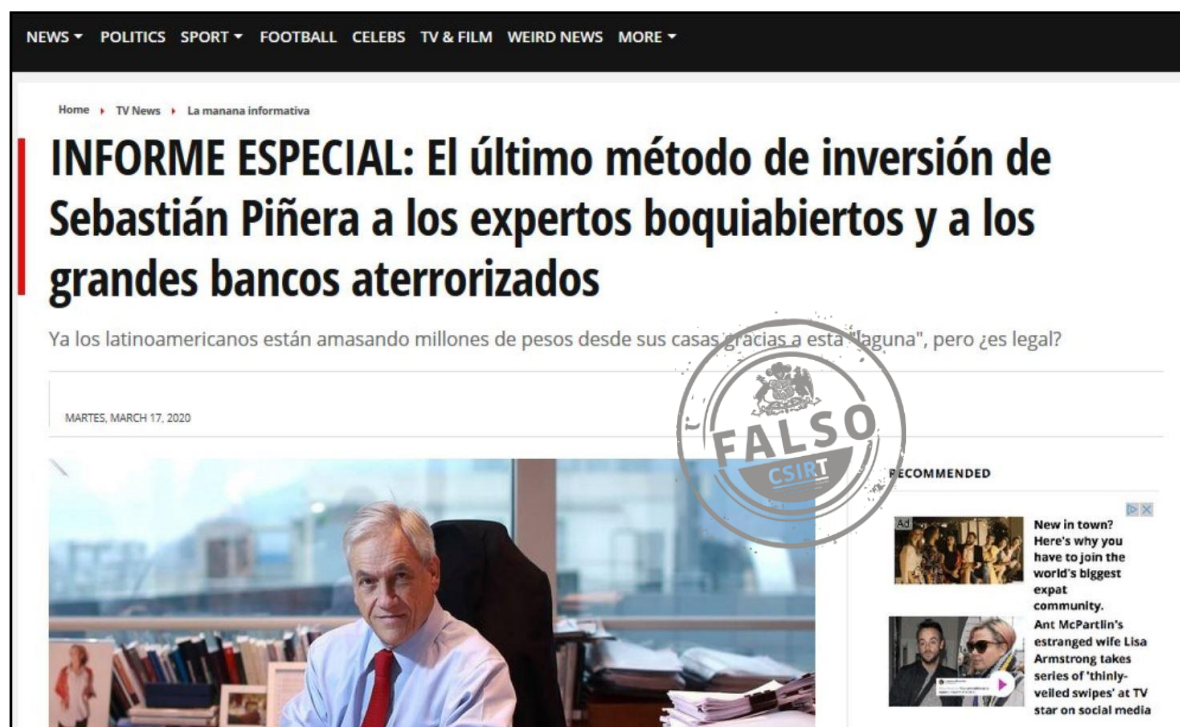 NEWS POLITICS SPORT FOOTBALL CELEBS TV & FILM WEIRD NEWS MORE
Home TV News La manana informativa
INFORME ESPECIAL: El último método de inversión de
Sebastián Piñera a los expertos boquiabiertos y a los
grandes bancos aterrorizados
Ya los latinoamericanos están amasando millones de pesos desde sus casas gracias a esta "laguna", pero ¿es legal?
MARTES, MARCH 17, 2020
FALSO
CSIRT
RECOMMENDED
Ad
New in town?
Here's why you
have to join the
world's biggest
expat
community.
Ant McPartlin's
estranged wife Lisa
Armstrong takes
series of 'thinly-
veiled swipes' at TV
star on social media